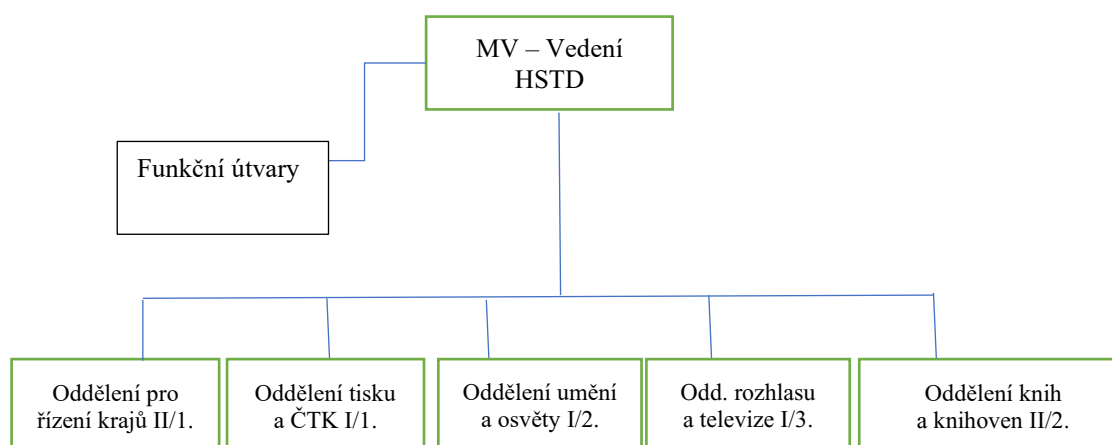 MV – Vedení
HSTD
Funkční útvary
Oddělení pro
řízení krajů II/1.
Oddělení tisku
a ČTK I/1.
Oddělení umění
a osvěty I/2.
Odd. rozhlasu
a televize I/3.
Oddělení knih
a knihoven II/2.